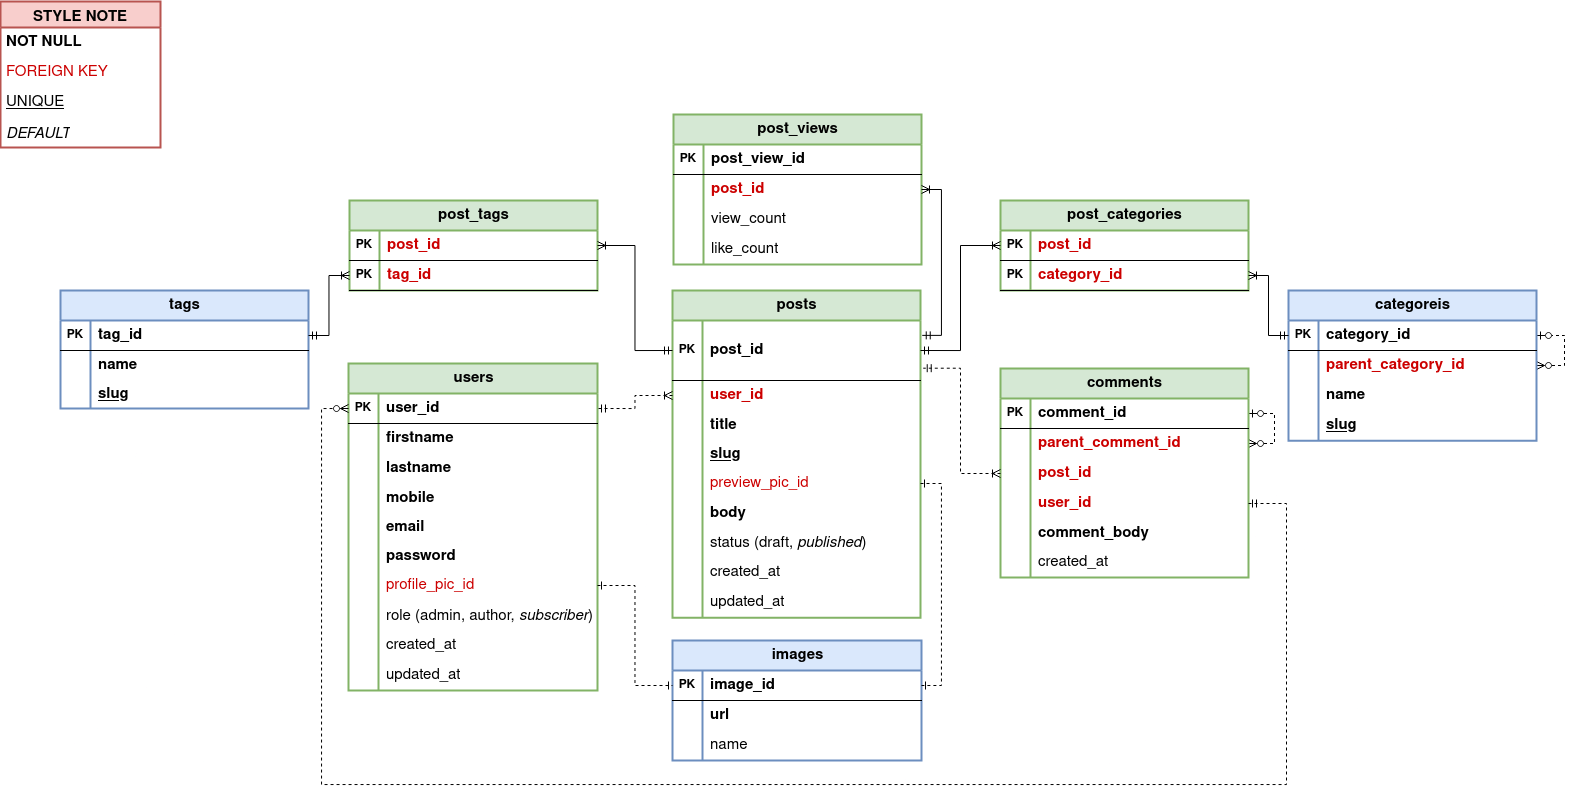 STYLE NOTE
NOT NULL
FOREIGN KEY
UNIQUE
DEFAULT
post_views
PK post_view_id
post_id
view_count
like_count
post_tags
PK post_id
PK tag_id
post_categories
PK post_id
PK category_id
tags
PK tag_id
name
slug
posts
PK post_id
user_id
title
slug
preview_pic_id
body
status (draft, published)
created_at
updated_at
categoreis
PK category_id
parent_category_id
name
slug
users
PK user_id
firstname
lastname
mobile
email
password
profile_pic_id
role (admin, author, subscriber)
created_at
updated_at
comments
PK comment_id
parent_comment_id
post_id
user_id
comment_body
created_at
images
PK image_id
url
name